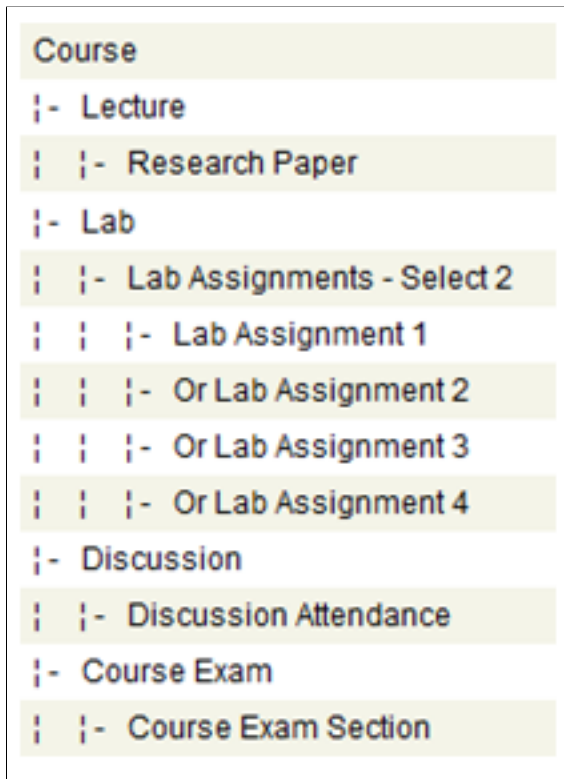 Course
¦- Lecture
¦ ¦- Research Paper
¦- Lab
¦ ¦- Lab Assignments - Select 2
¦ ¦ ¦- Lab Assignment 1
¦ ¦ ¦- Or Lab Assignment 2
¦ ¦ ¦- Or Lab Assignment 3
¦ ¦ ¦- Or Lab Assignment 4
¦- Discussion
¦ ¦- Discussion Attendance
¦- Course Exam
¦ ¦- Course Exam Section